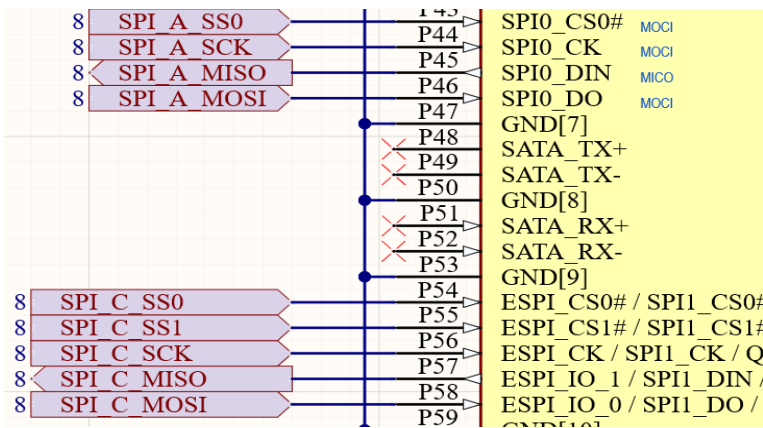 P43
8 SPI_A_SS0 SPI0_CS0# MOCI
P44
8 SPI_A_SCK SPI0_CK MOCI
P45
8 SPI_A_MISO SPI0_DIN MICO
P46
8 SPI_A_MOSI SPI0_DO MOCI
P47
GND[7]
P48
SATA_TX+
P49
SATA_TX-
P50
GND[8]
P51
SATA_RX+
P52
SATA_RX-
P53
GND[9]
P54
8 SPI_C_SS0 ESPI_CS0# / SPI1_CS0#
P55
8 SPI_C_SS1 ESPI_CS1# / SPI1_CS1#
P56
8 SPI_C_SCK ESPI_CK / SPI1_CK / Q
P57
8 SPI_C_MISO ESPI_IO_1 / SPI1_DIN /
P58
8 SPI_C_MOSI ESPI_IO_0 / SPI1_DO /
P59